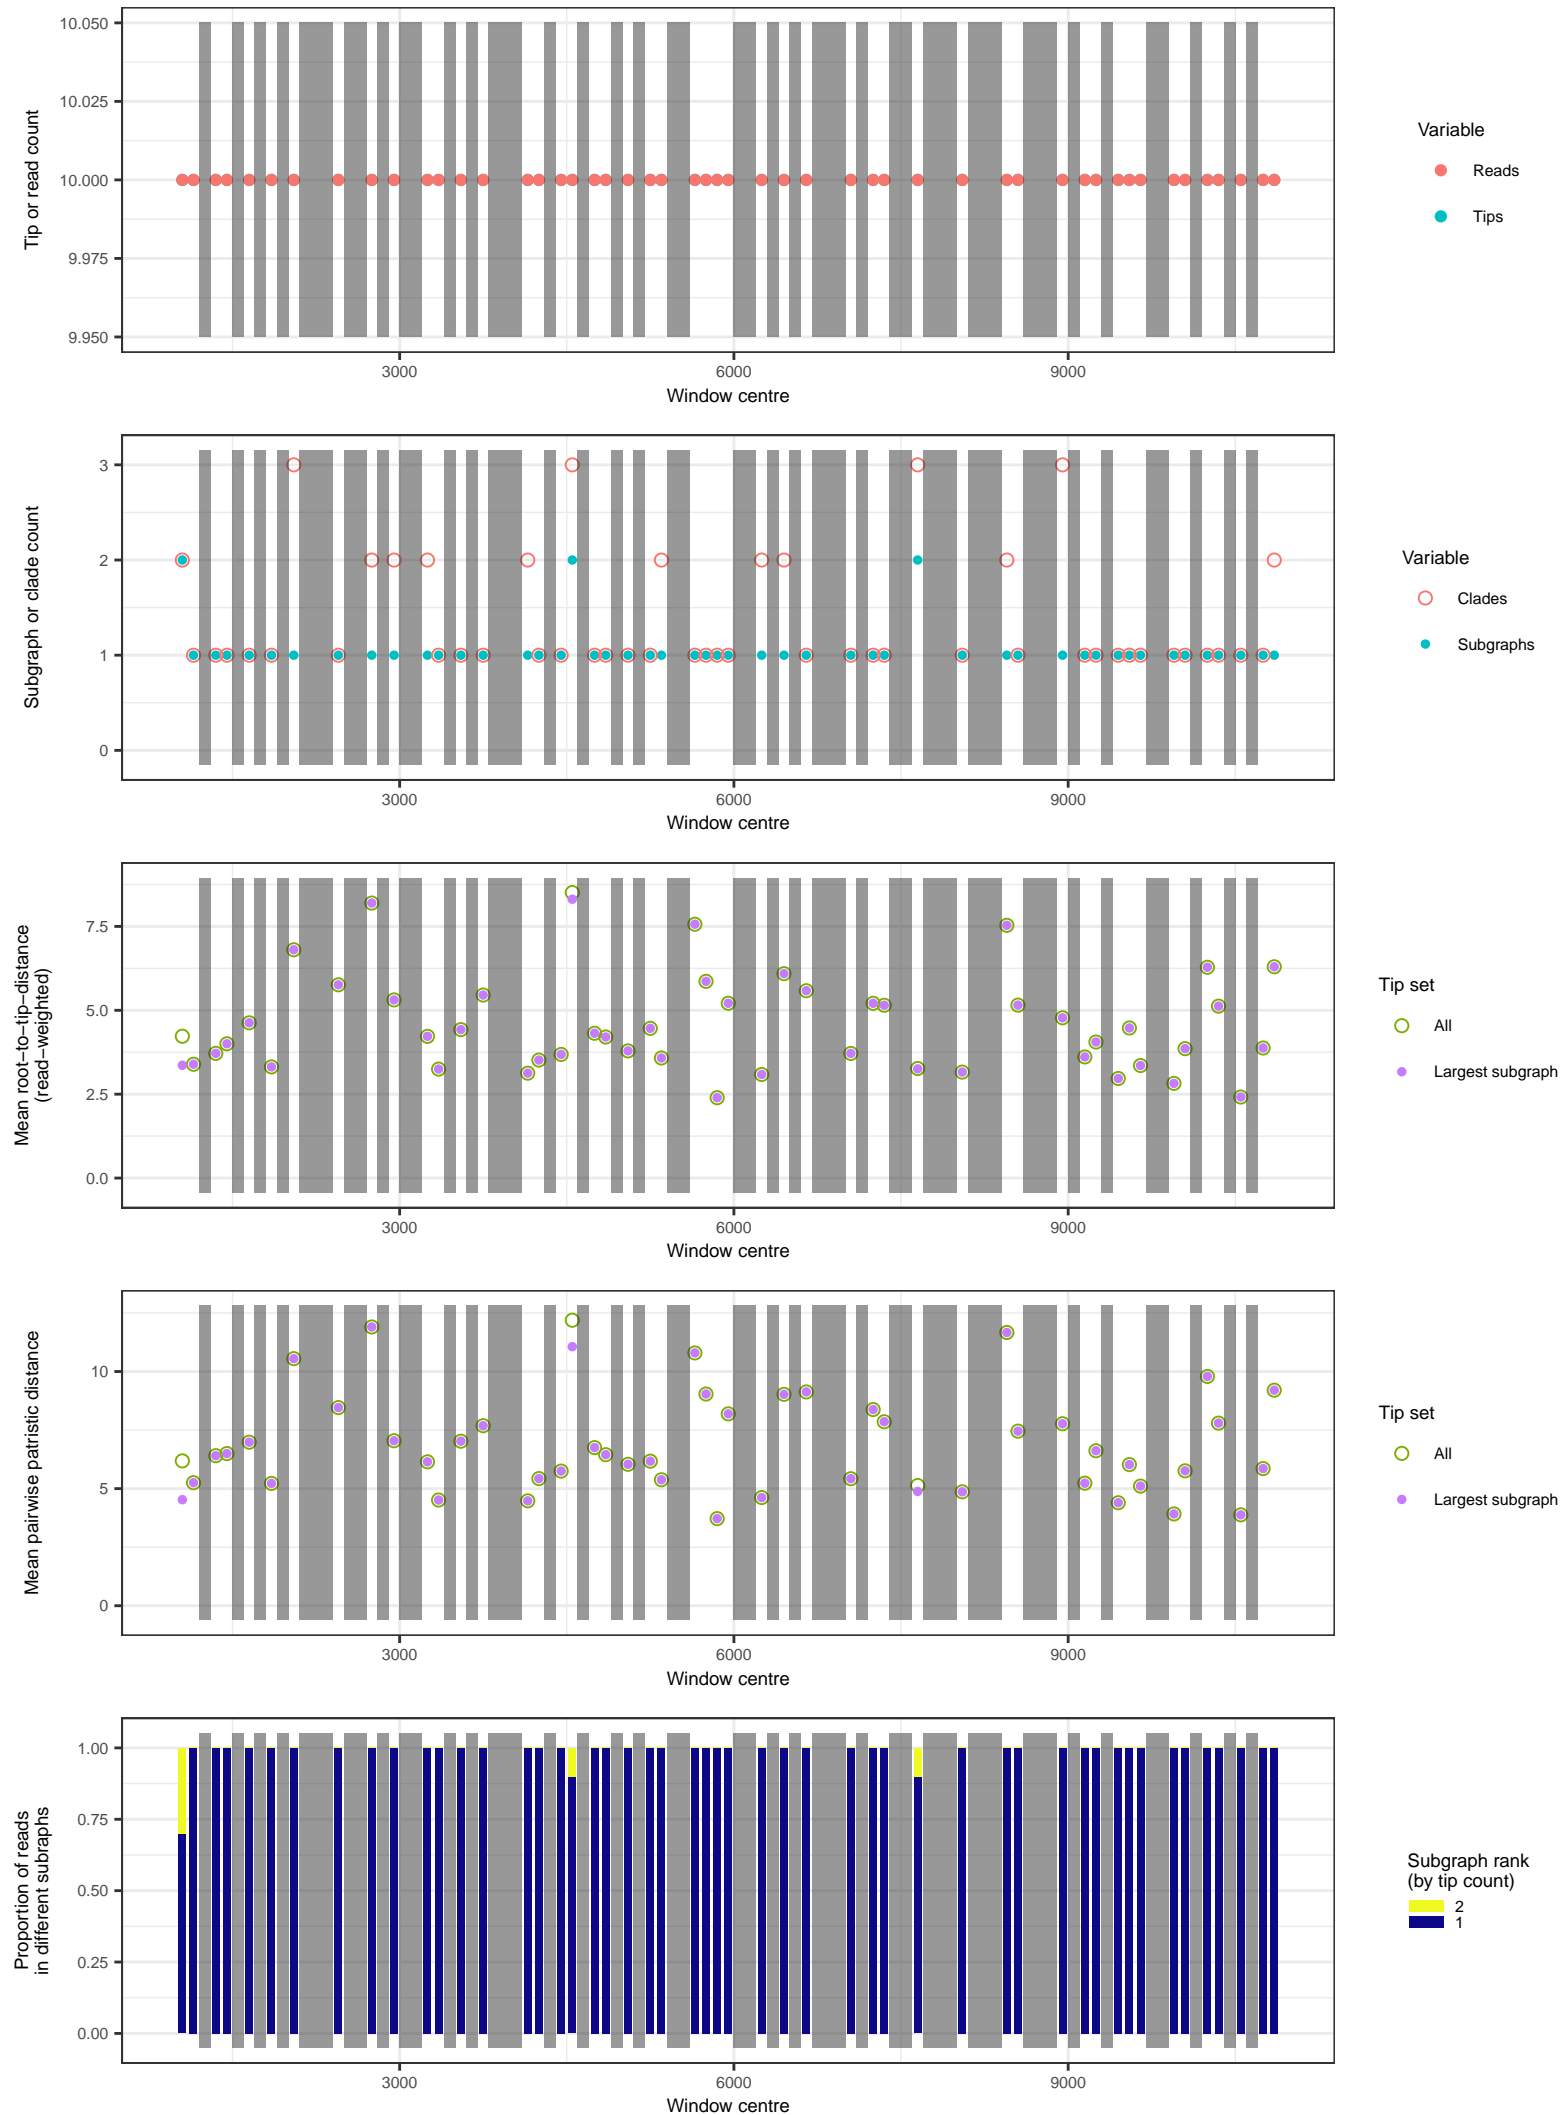 10.050
10.025
10.000
9.975
9.950
Tip or read count
3000
6000
9000
Window centre
Variable
Reads
Tips
3
2
1
0
Subgraph or clade count
3000
6000
9000
Window centre
Variable
Clades
Subgraphs
7.5
5.0
2.5
0.0
Mean root−to−tip−distance
(read−weighted)
3000
6000
9000
Window centre
Tip set
All
Largest subgraph
10
5
0
Mean pairwise patristic distance
3000
6000
9000
Window centre
Tip set
All
Largest subgraph
1.00
0.75
0.50
0.25
0.00
Proportion of reads
in different subraphs
3000
6000
9000
Window centre
Subgraph rank
(by tip count)
2
1